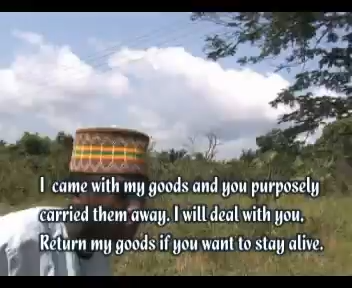 I came with my goods and you purposely
carried them away. I will deal with you.
Return my goods if you want to stay alive.